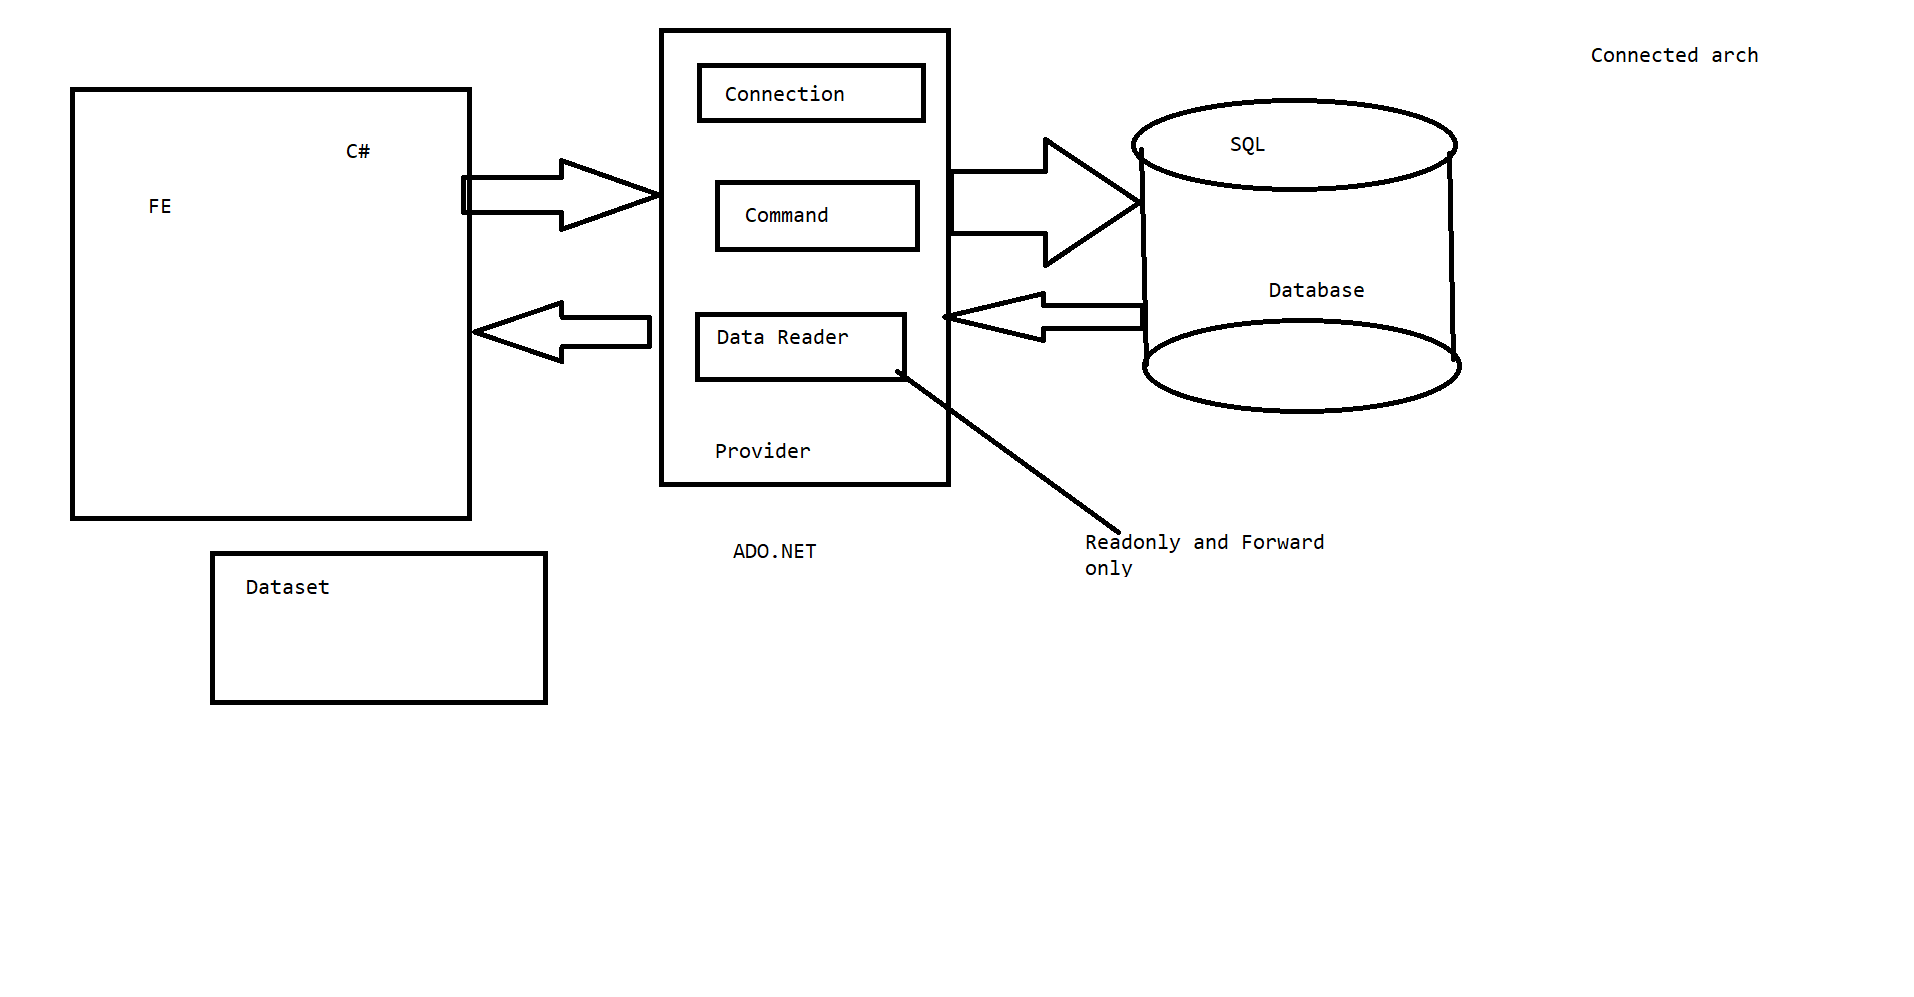 Connected arch
Connection
SQL
C#
FE
Command
Database
Data Reader
Provider
ADO.NET
Readonly and Forward
only
Dataset